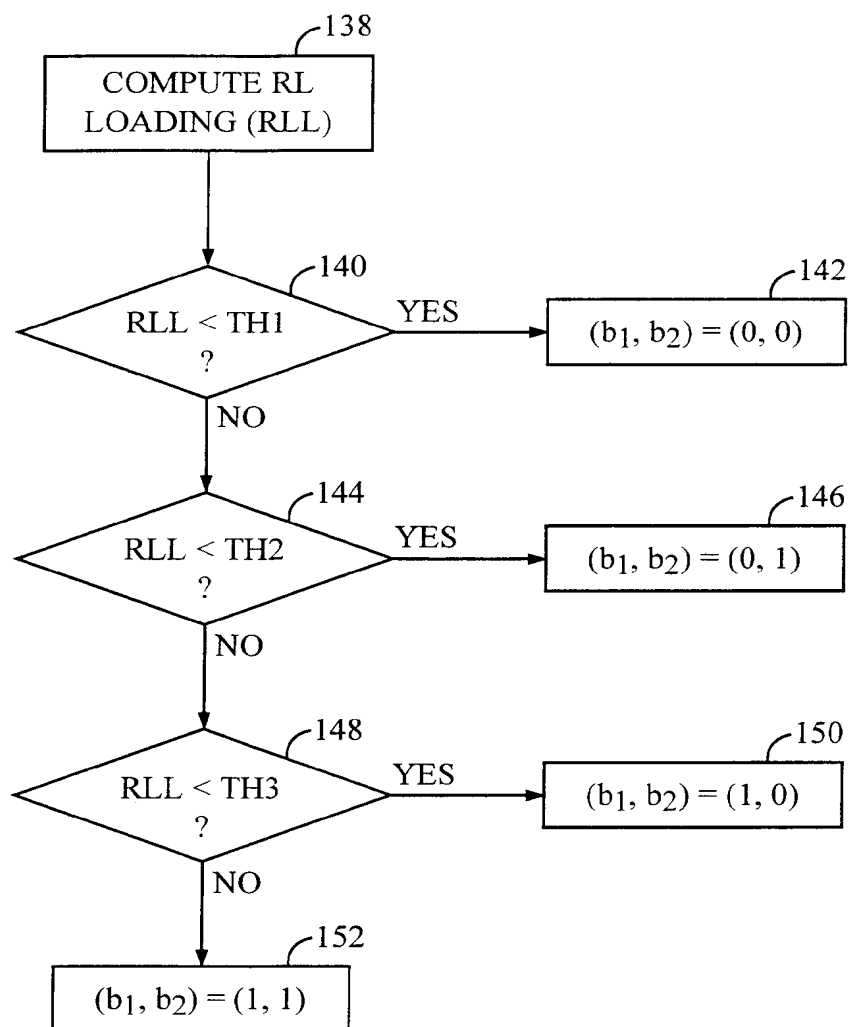 138
COMPUTE RL
LOADING (RLL)
140
RLL < TH1
?
YES
142
(b1, b2) = (0, 0)
NO
144
RLL < TH2
?
YES
146
(b1, b2) = (0, 1)
NO
148
RLL < TH3
?
YES
150
(b1, b2) = (1, 0)
NO
152
(b1, b2) = (1, 1)